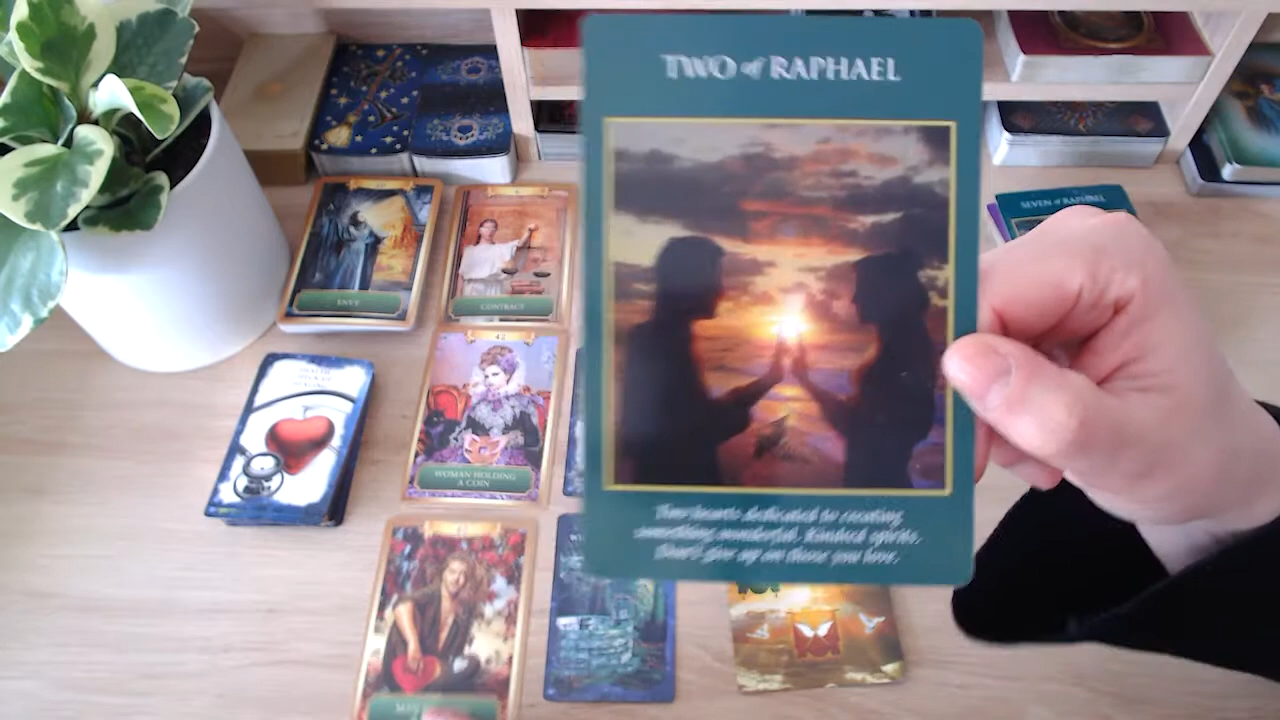 TWO of RAPHAEL
Two hearts dedicated to creating
something wonderful. Kindred spirits.
Don't give up on those you love.
SEVEN of RAPHAEL
ENVY
CONTRACT
42
WOMAN HOLDING
A COIN